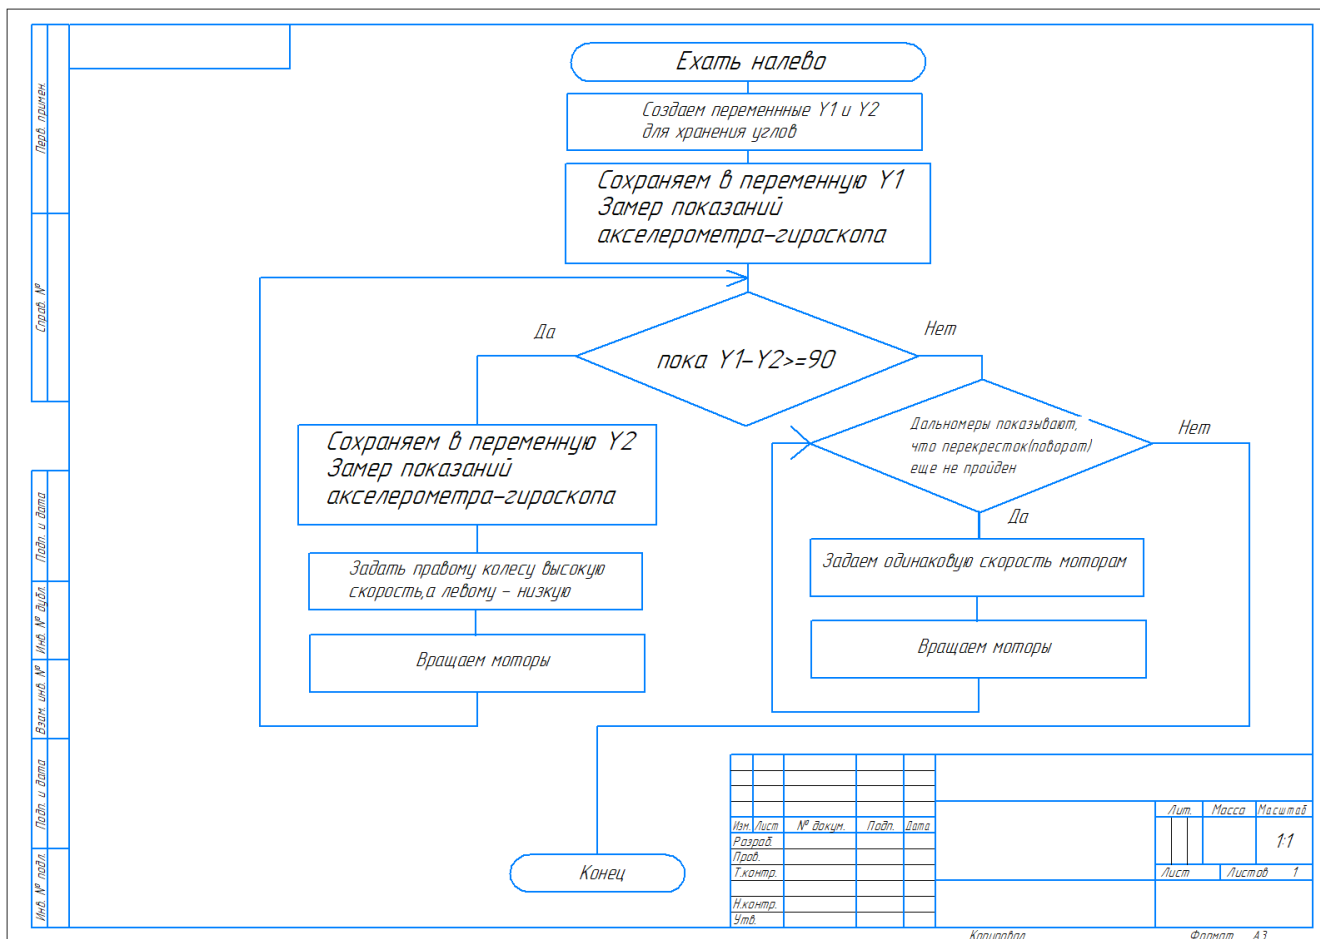 Ехать налево
Создаем переменнные Y1 и Y2
для хранения углов
Сохраняем в переменную Y1
Замер показаний
акселерометра-гироскопа
Да
Нет
пока Y1-Y2>=90
Сохраняем в переменную Y2
Замер показаний
акселерометра-гироскопа
Дальномеры показывают,
что перекресток(поворот)
еще не пройден
Нет
Да
Задать правому колесу высокую
скорость,а левому - низкую
Задаем одинаковую скорость моторам
Вращаем моторы
Вращаем моторы
Конец
Перв. примен.
Справ. №
Подп. и дата
Инв. № дубл.
Взам. инв. №
Подп. и дата
Инв. № подл.
Изм. Лист № докум. Подп. Дата
Разраб.
Пров.
Т.контр.
Н.контр.
Утв.
Лит. Масса Масштаб
1:1
Лист Листов 1
Копировал Формат A3